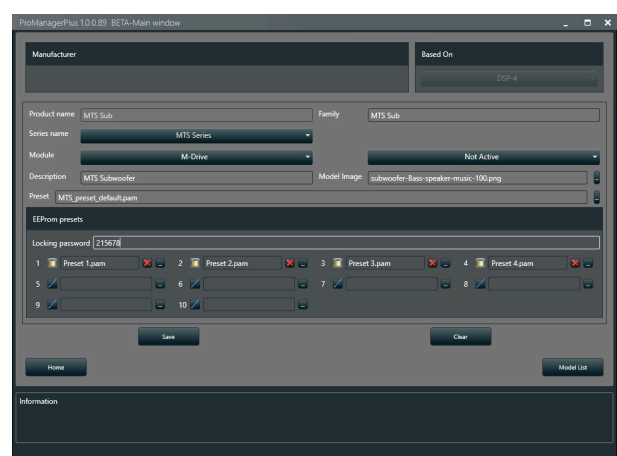 ProManagerPlus 1.0.0.89 BETA-Main window
Manufacturer
Based On
DSP-4
Product name MTS Sub Family MTS Sub
Series name MTS Series
Module M-Drive Not Active
Description MTS Subwoofer Model Image subwoofer-Bass-speaker-music-100.png
Preset MTS_preset_default.pam
EEProm presets
Locking password 215678
1 Preset 1.pam 2 Preset 2.pam 3 Preset 3.pam 4 Preset 4.pam
5 6 7 8
9 10
Save Clear
Home Model List
Information